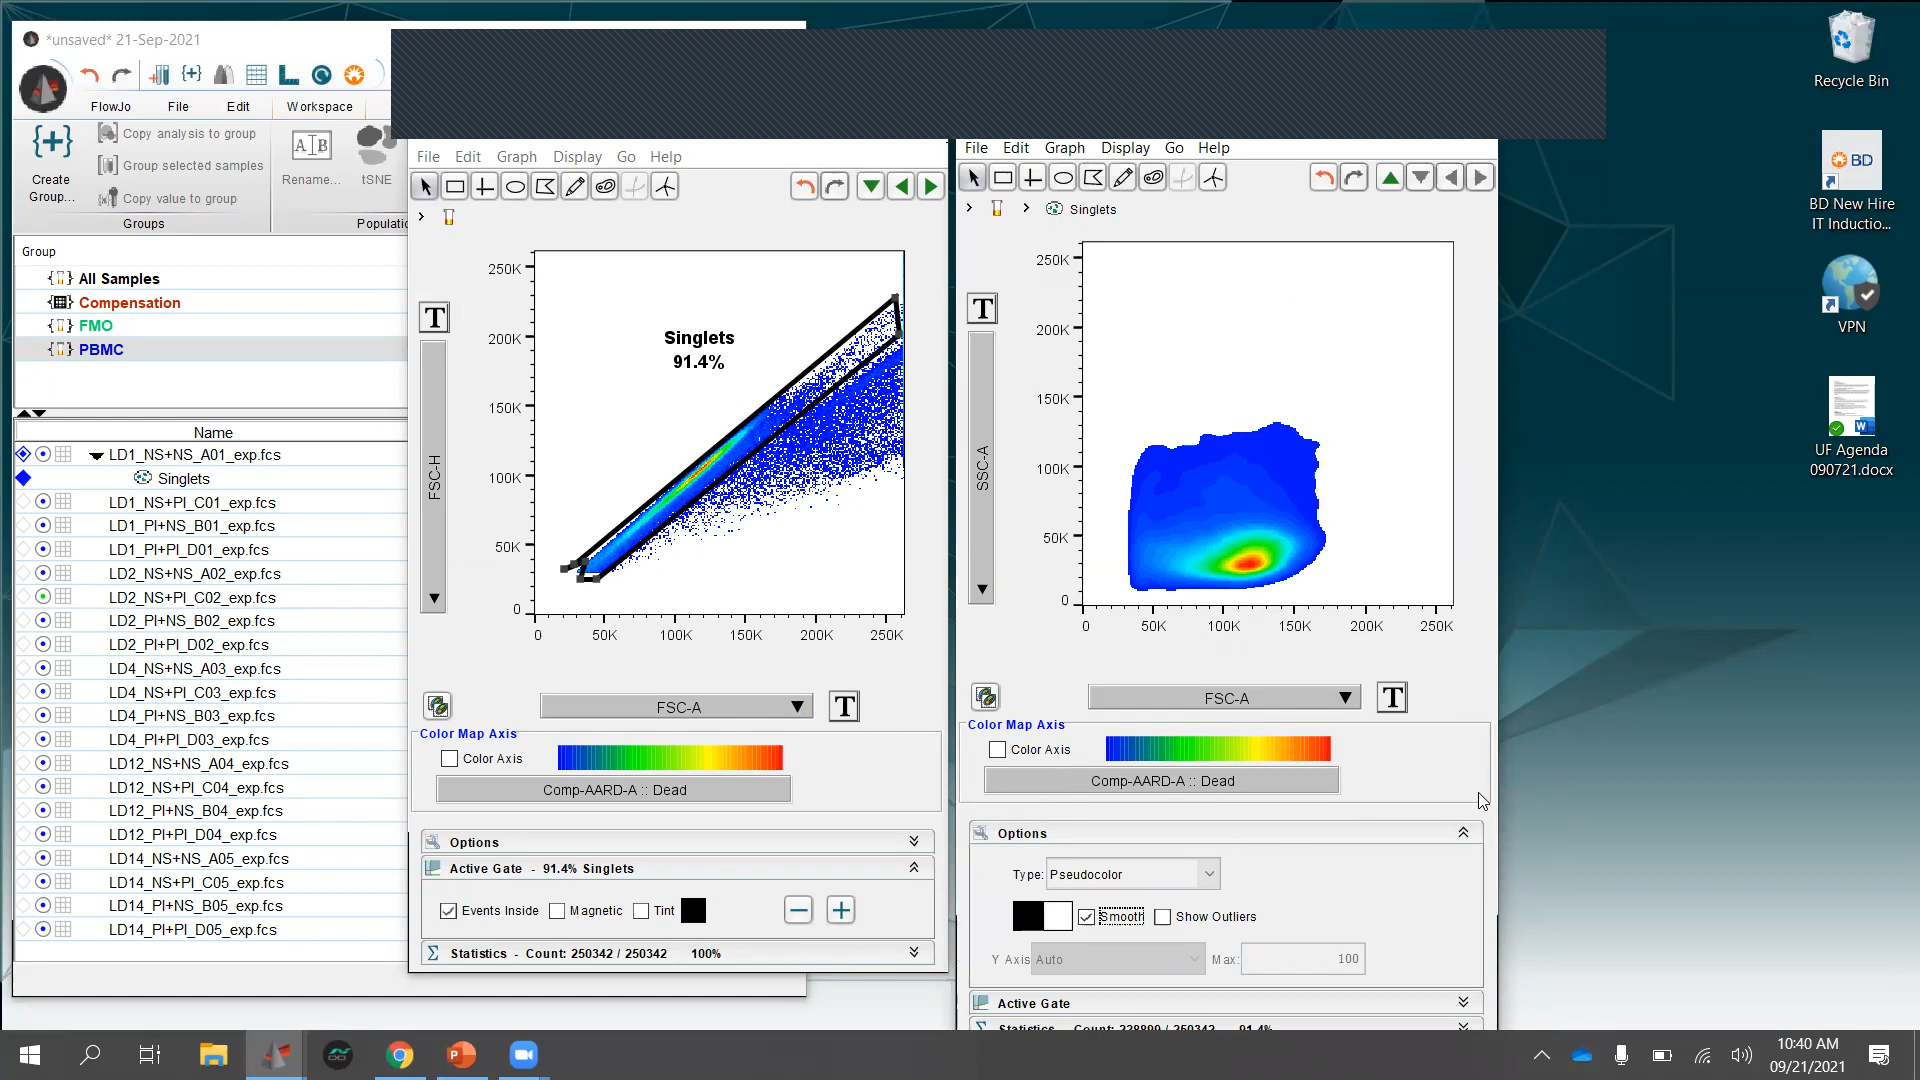 *unsaved* 21-Sep-2021
FlowJo File Edit Workspace
Create Group...
Copy analysis to group
Group selected samples
Copy value to group
Groups
Rename...
tSNE
Group
All Samples
Compensation
FMO
PBMC
Name
LD1_NS+NS_A01_exp.fcs
Singlets
LD1_NS+PI_C01_exp.fcs
LD1_PI+NS_B01_exp.fcs
LD1_PI+PI_D01_exp.fcs
LD2_NS+NS_A02_exp.fcs
LD2_NS+PI_C02_exp.fcs
LD2_PI+NS_B02_exp.fcs
LD2_PI+PI_D02_exp.fcs
LD4_NS+NS_A03_exp.fcs
LD4_NS+PI_C03_exp.fcs
LD4_PI+NS_B03_exp.fcs
LD4_PI+PI_D03_exp.fcs
LD12_NS+NS_A04_exp.fcs
LD12_NS+PI_C04_exp.fcs
LD12_PI+NS_B04_exp.fcs
LD12_PI+PI_D04_exp.fcs
LD14_NS+NS_A05_exp.fcs
LD14_NS+PI_C05_exp.fcs
LD14_PI+NS_B05_exp.fcs
LD14_PI+PI_D05_exp.fcs
File Edit Graph Display Go Help
T
FSC-H
250K
200K
150K
100K
50K
0
Singlets
91.4%
0 50K 100K 150K 200K 250K
FSC-A
T
Color Map Axis
Color Axis
Comp-AARD-A :: Dead
Options
Active Gate - 91.4% Singlets
Events Inside Magnetic Tint
Statistics - Count: 250342 / 250342 100%
File Edit Graph Display Go Help
Singlets
T
SSC-A
250K
200K
150K
100K
50K
0
0 50K 100K 150K 200K 250K
FSC-A
T
Color Map Axis
Color Axis
Comp-AARD-A :: Dead
Options
Type: Pseudocolor
Smooth Show Outliers
Y Axis Auto Max: 100
Active Gate
Statistics - Count: 228899 / 250342 91.4%
Recycle Bin
BD
BD New Hire
IT Inductio...
VPN
UF Agenda
090721.docx
10:40 AM
09/21/2021